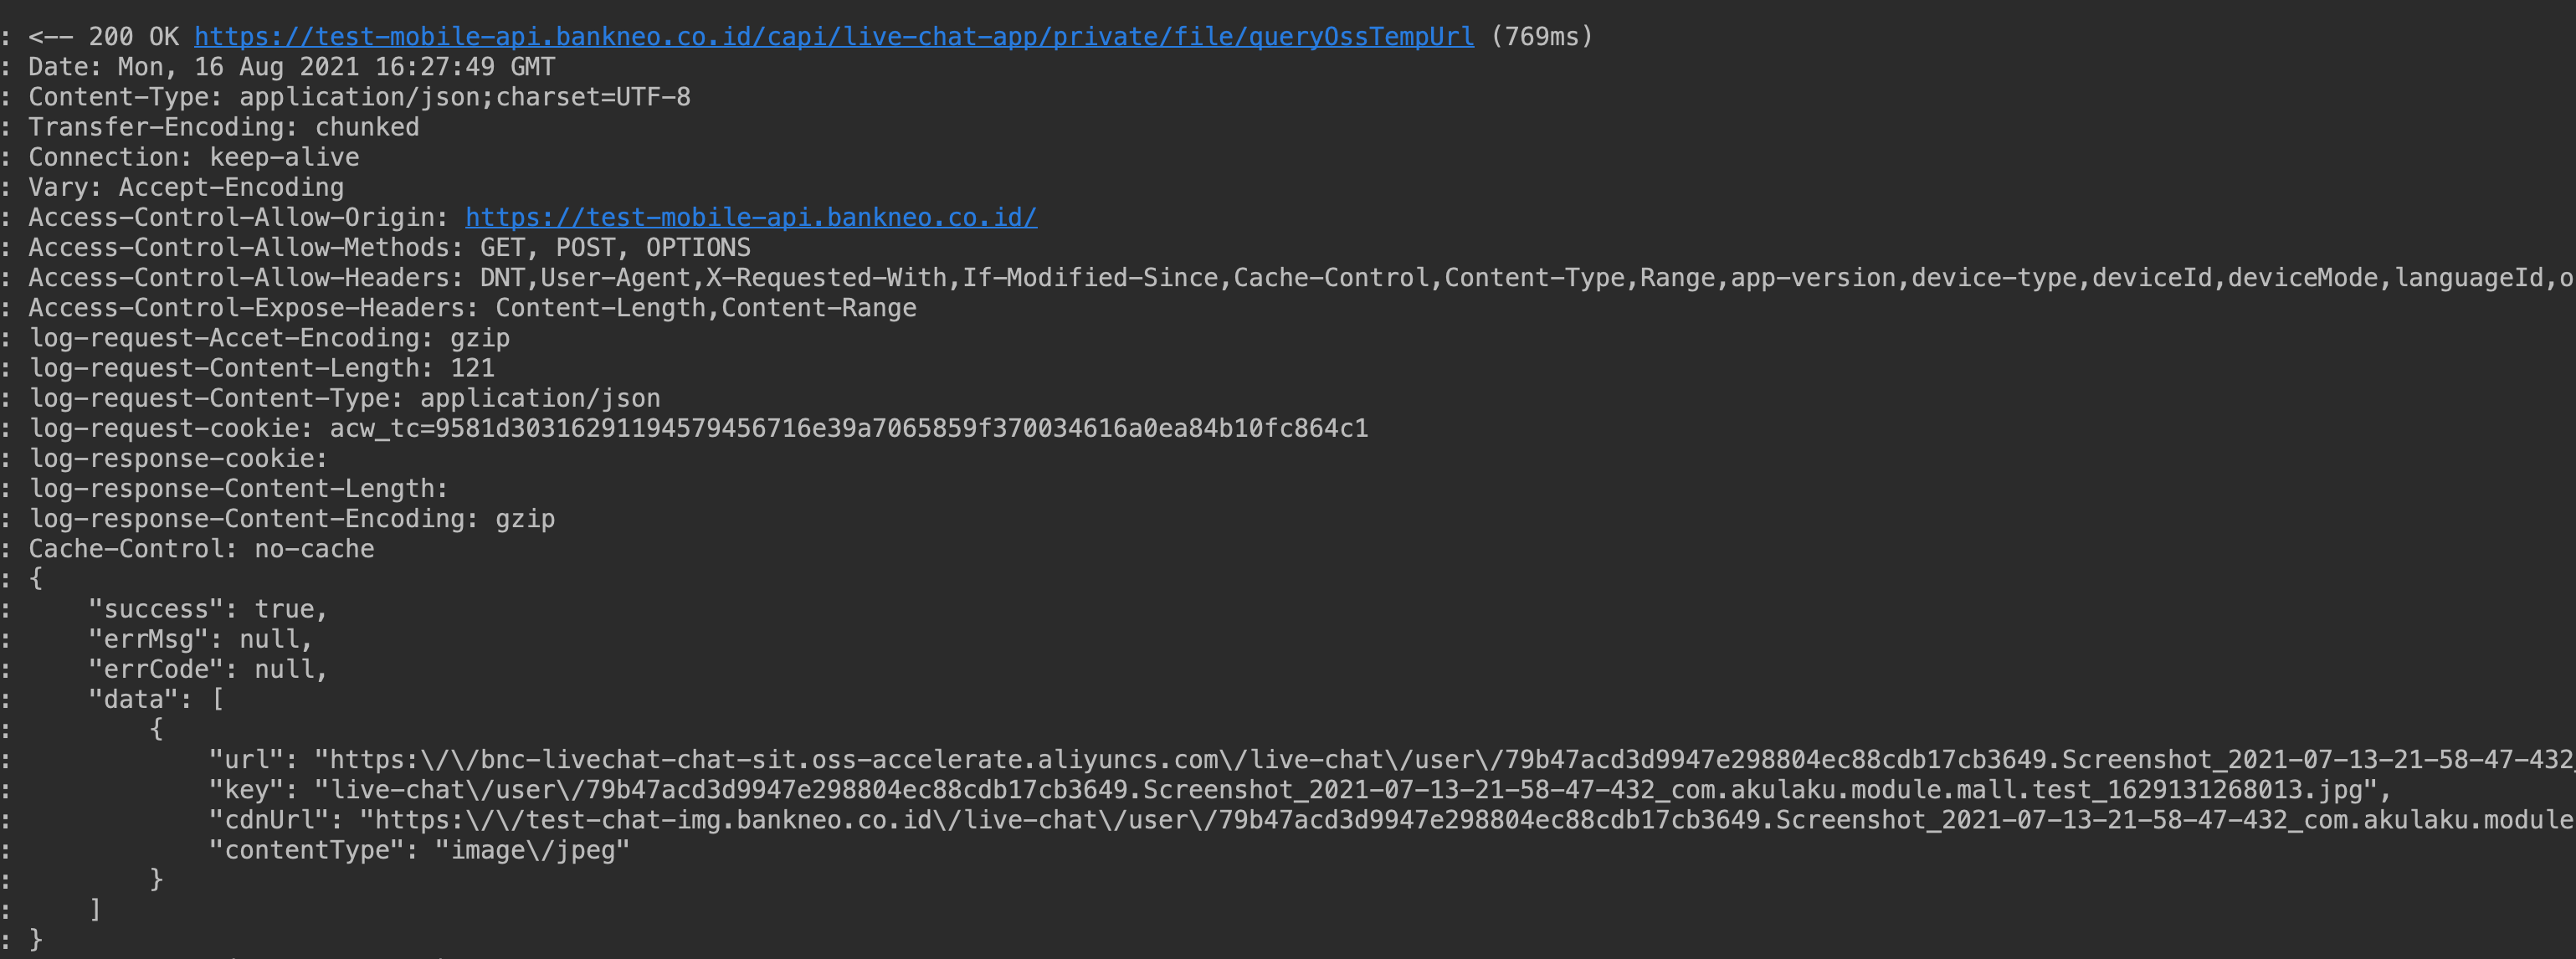 : <-- 200 OK https://test-mobile-api.bankneo.co.id/capi/live-chat-app/private/file/queryOssTempUrl (769ms)
: Date: Mon, 16 Aug 2021 16:27:49 GMT
: Content-Type: application/json;charset=UTF-8
: Transfer-Encoding: chunked
: Connection: keep-alive
: Vary: Accept-Encoding
: Access-Control-Allow-Origin: https://test-mobile-api.bankneo.co.id/
: Access-Control-Allow-Methods: GET, POST, OPTIONS
: Access-Control-Allow-Headers: DNT,User-Agent,X-Requested-With,If-Modified-Since,Cache-Control,Content-Type,Range,app-version,device-type,deviceId,deviceMode,languageId,o
: Access-Control-Expose-Headers: Content-Length,Content-Range
: log-request-Accet-Encoding: gzip
: log-request-Content-Length: 121
: log-request-Content-Type: application/json
: log-request-cookie: acw_tc=9581d30316291194579456716e39a7065859f370034616a0ea84b10fc864c1
: log-response-cookie:
: log-response-Content-Length:
: log-response-Content-Encoding: gzip
: Cache-Control: no-cache
: {
:     "success": true,
:     "errMsg": null,
:     "errCode": null,
:     "data": [
:         {
:             "url": "https:\/\/bnc-livechat-chat-sit.oss-accelerate.aliyuncs.com\/live-chat\/user\/79b47acd3d9947e298804ec88cdb17cb3649.Screenshot_2021-07-13-21-58-47-432_
:             "key": "live-chat\/user\/79b47acd3d9947e298804ec88cdb17cb3649.Screenshot_2021-07-13-21-58-47-432_com.akulaku.module.mall.test_1629131268013.jpg",
:             "cdnUrl": "https:\/\/test-chat-img.bankneo.co.id\/live-chat\/user\/79b47acd3d9947e298804ec88cdb17cb3649.Screenshot_2021-07-13-21-58-47-432_com.akulaku.module
:             "contentType": "image\/jpeg"
:         }
:     ]
: }